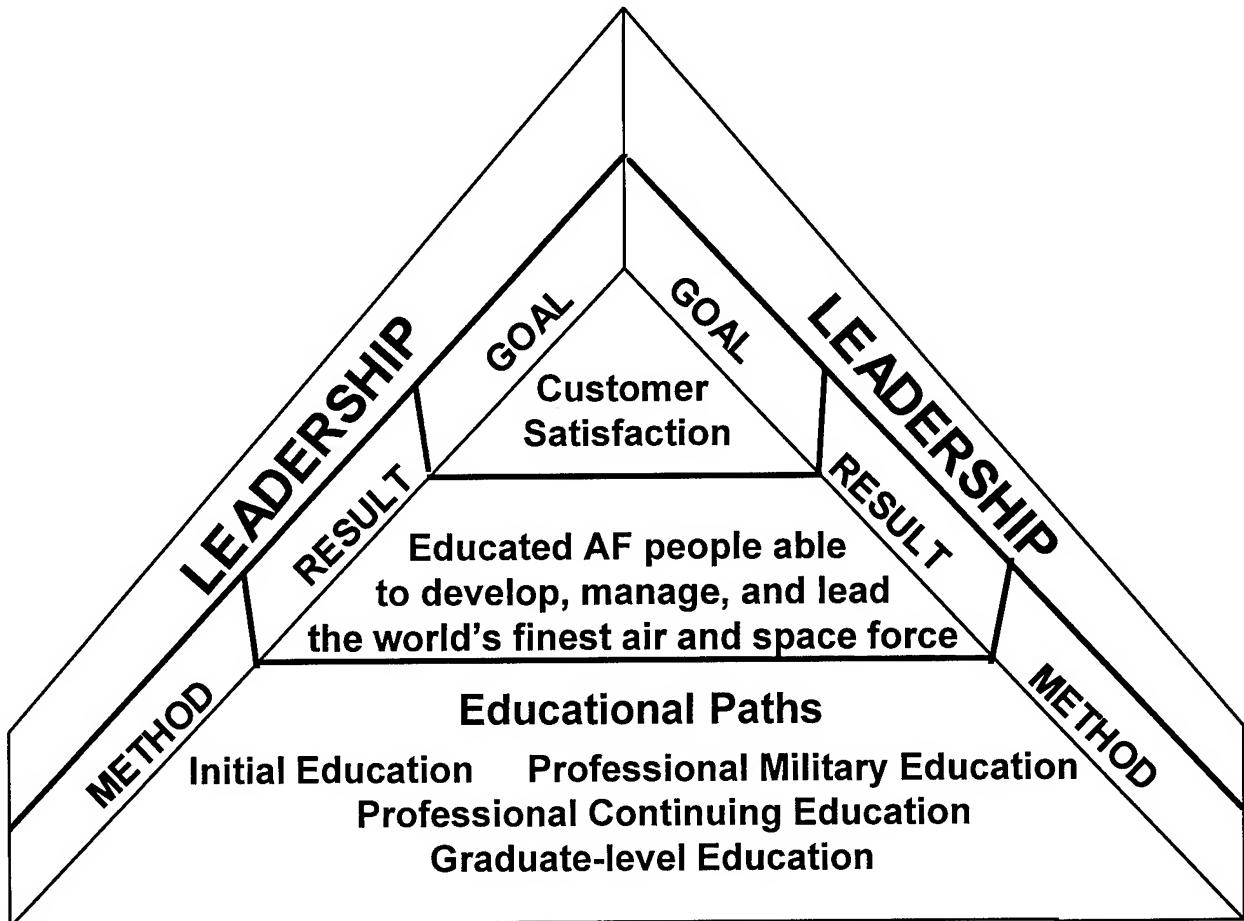 LEADERSHIP
LEADERSHIP
GOAL
GOAL
Customer
Satisfaction
RESULT
RESULT
Educated AF people able
to develop, manage, and lead
the world's finest air and space force
METHOD
METHOD
Educational Paths
Initial Education Professional Military Education
Professional Continuing Education
Graduate-level Education